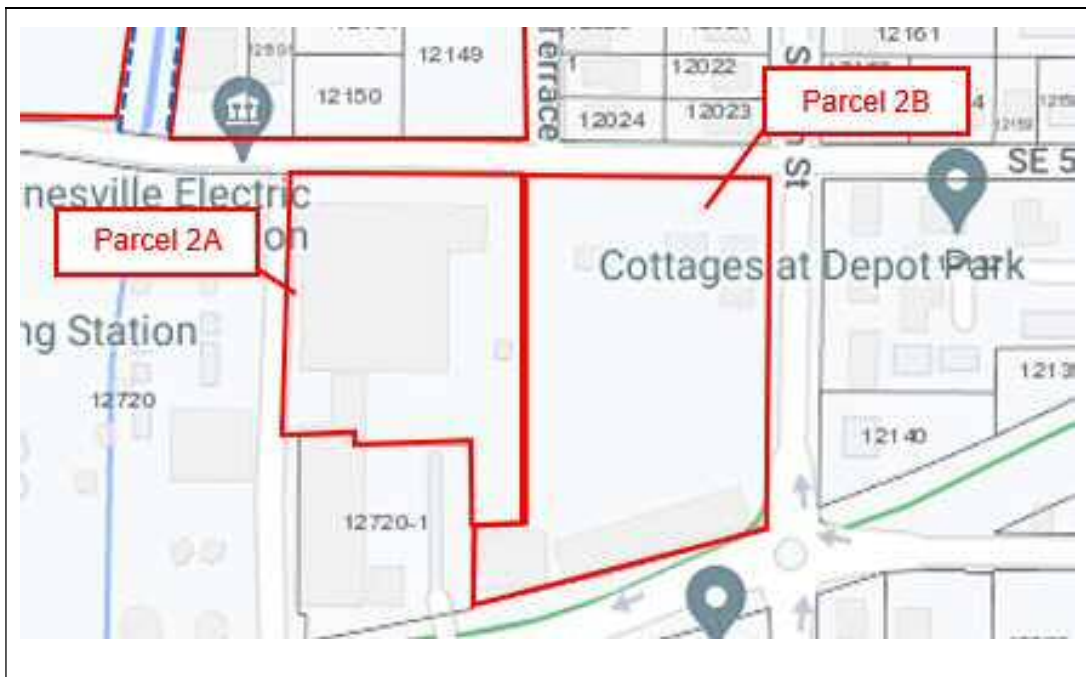 12149
12161
12150
Terrace
12022
12024
12023
Parcel 2B
St
SE 5
nesville Electric
on
Parcel 2A
Cottages at Depot Park
ng Station
12720
12140
12720-1